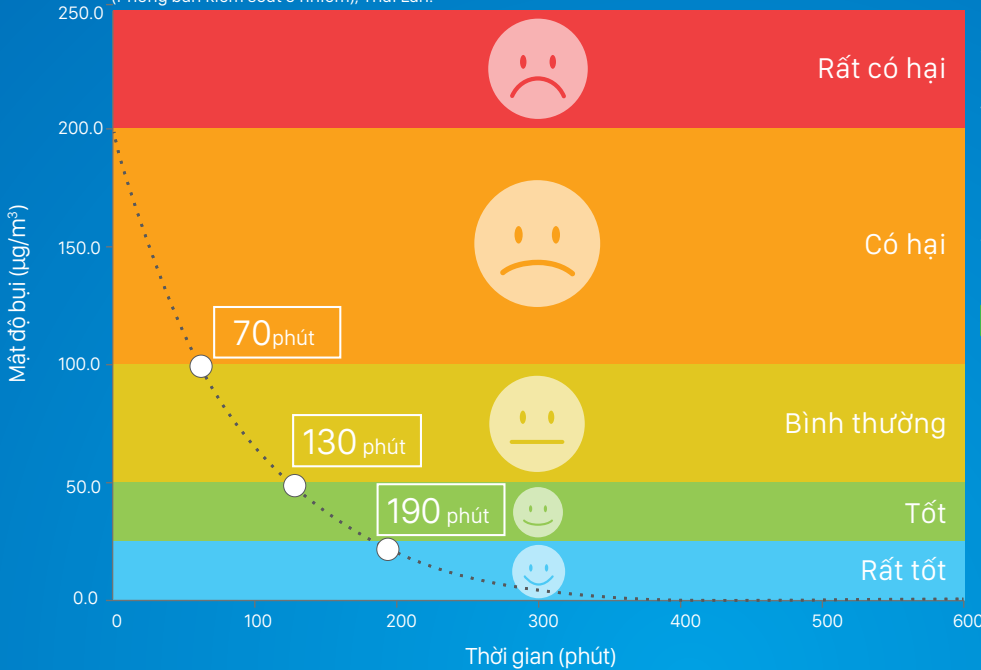 250.0
Rất có hại
200.0
150.0
Có hại
70 phút
100.0
130 phút
Bình thường
50.0
190 phút
Tốt
Rất tốt
0.0
0 100 200 300 400 500 600
Mật độ bụi (µg/m³)
Thời gian (phút)